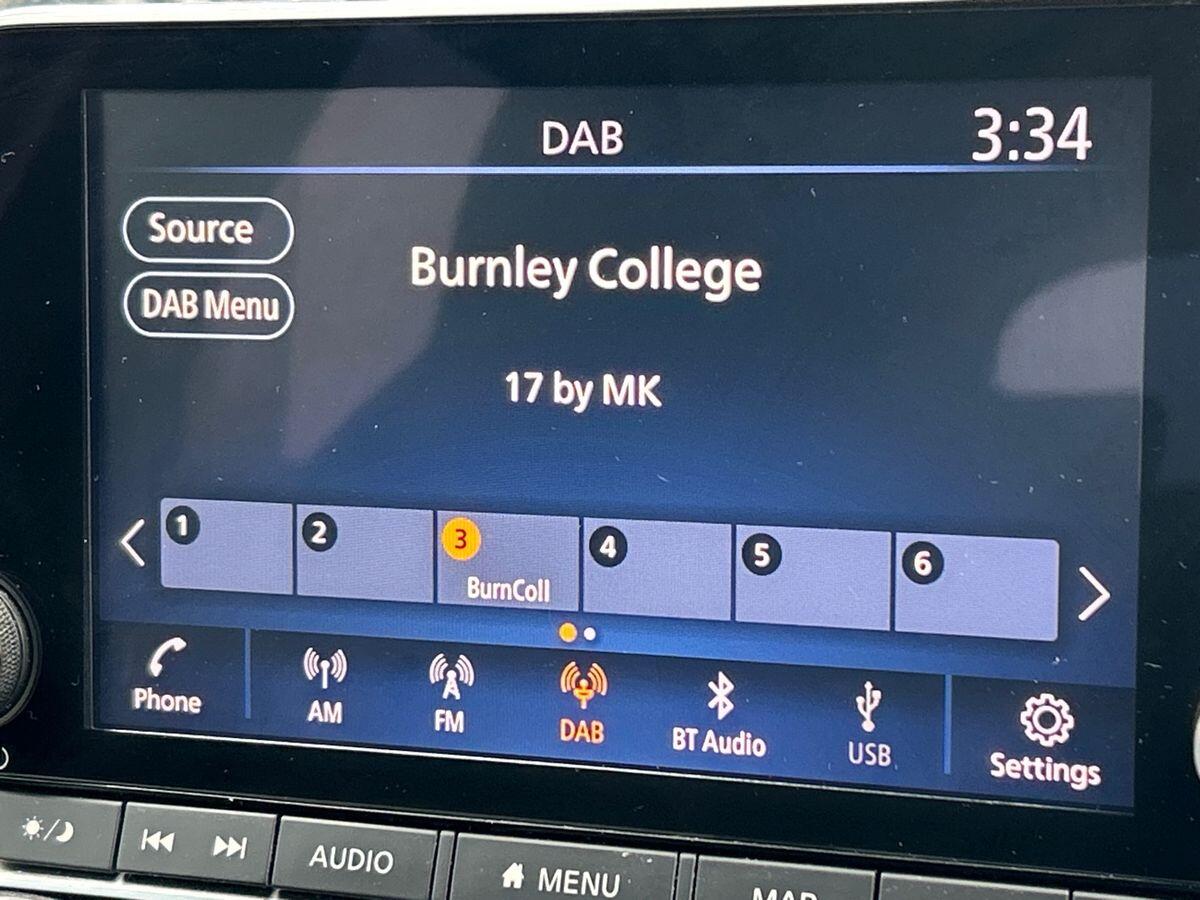 DAB
3:34
Source
DAB Menu
Burnley College
17 by MK
1
2
3
4
5
6
BurnColl
Phone
AM
FM
DAB
BT Audio
USB
Settings
AUDIO
MENU
MAP